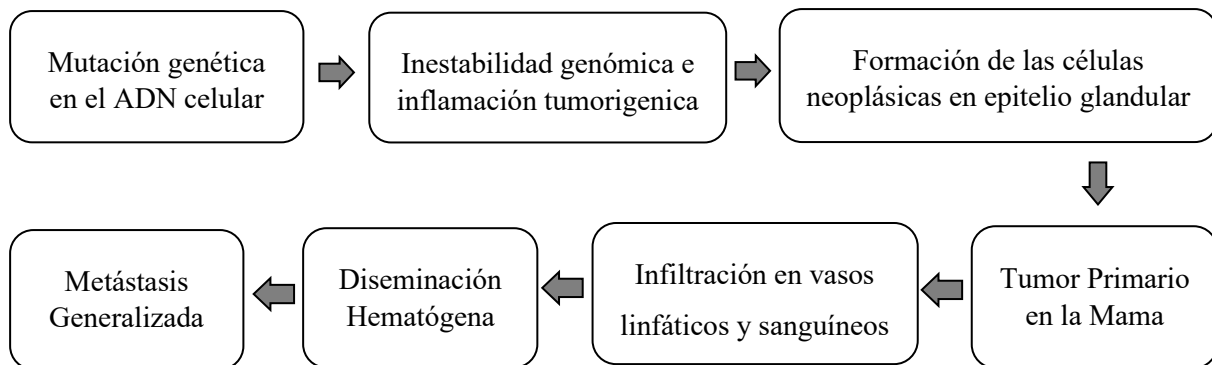 Mutación genética
en el ADN celular
Inestabilidad genómica e
inflamación tumorigenica
Formación de las células
neoplásicas en epitelio glandular
Tumor Primario
en la Mama
Infiltración en vasos
linfáticos y sanguíneos
Diseminación
Hematógena
Metástasis
Generalizada